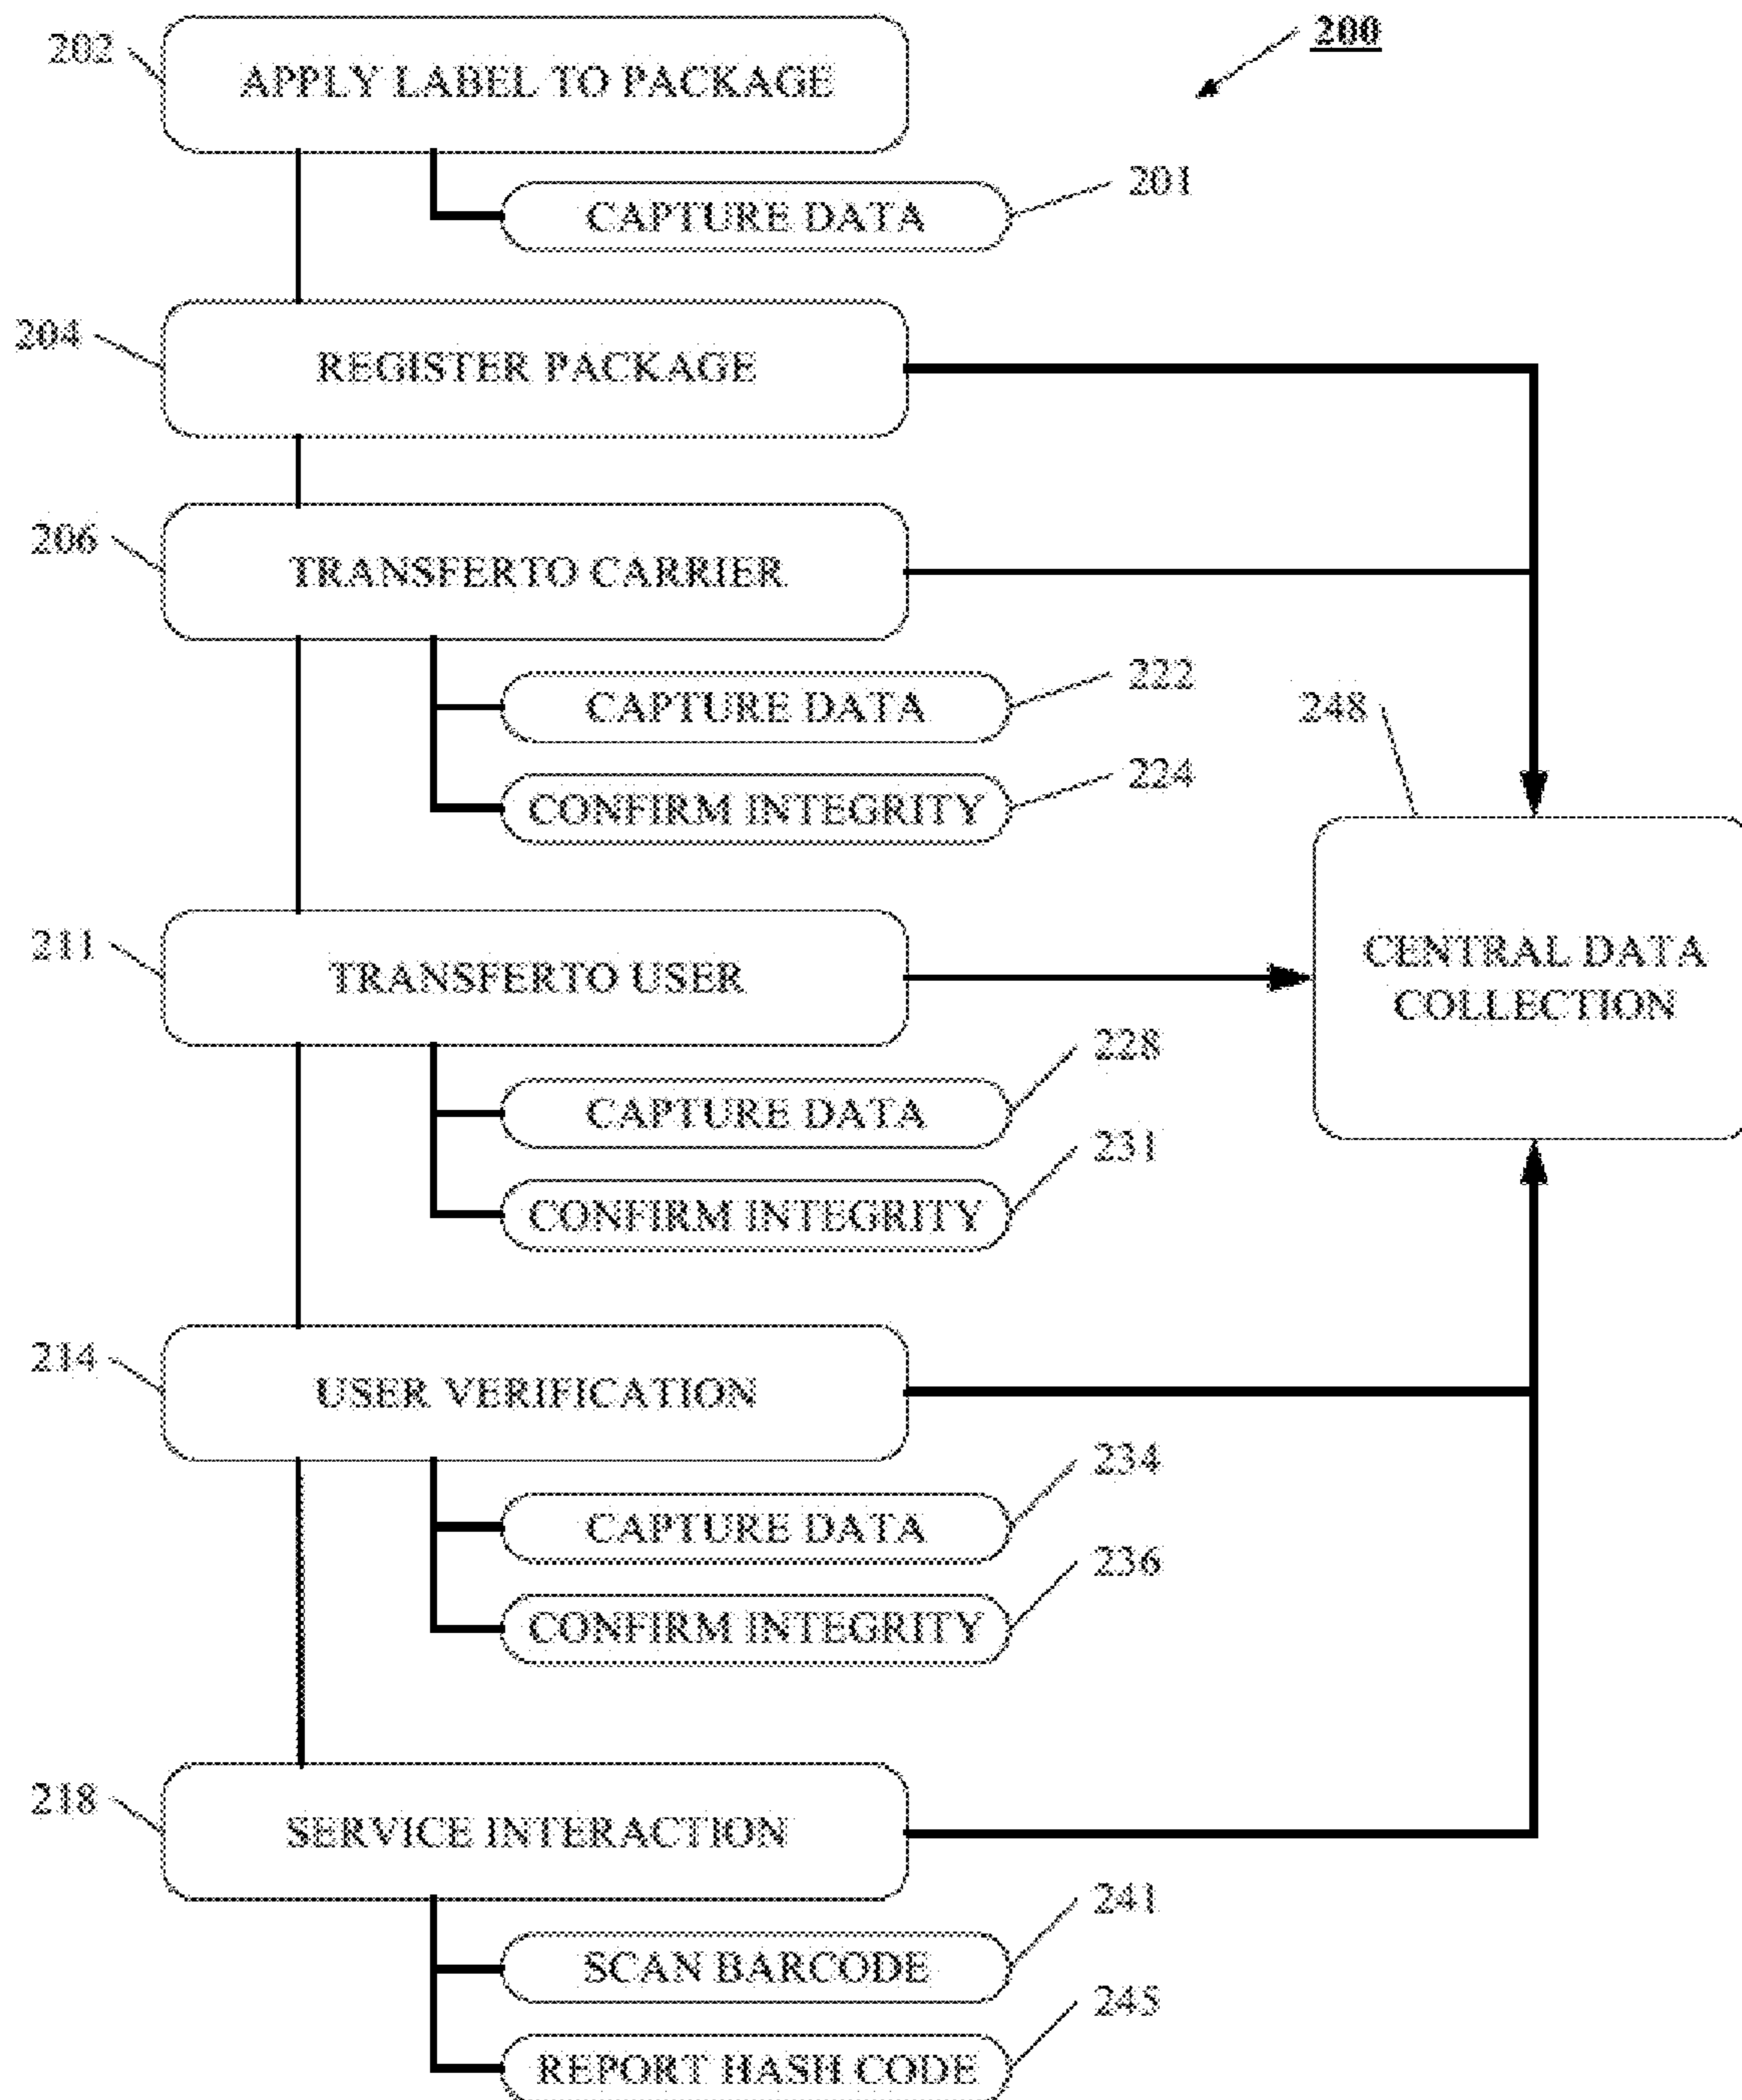 200
202
APPLY LABEL TO PACKAGE
201
CAPTURE DATA
204
REGISTER PACKAGE
206
TRANSFERTO CARRIER
222
CAPTURE DATA
248
224
CONFIRM INTEGRITY
211
TRANSFERTO USER
CENTRAL DATA
COLLECTION
228
CAPTURE DATA
231
CONFIRM INTEGRITY
214
USER VERIFICATION
234
CAPTURE DATA
236
CONFIRM INTEGRITY
218
SERVICE INTERACTION
241
SCAN BARCODE
245
REPORT HASH CODE